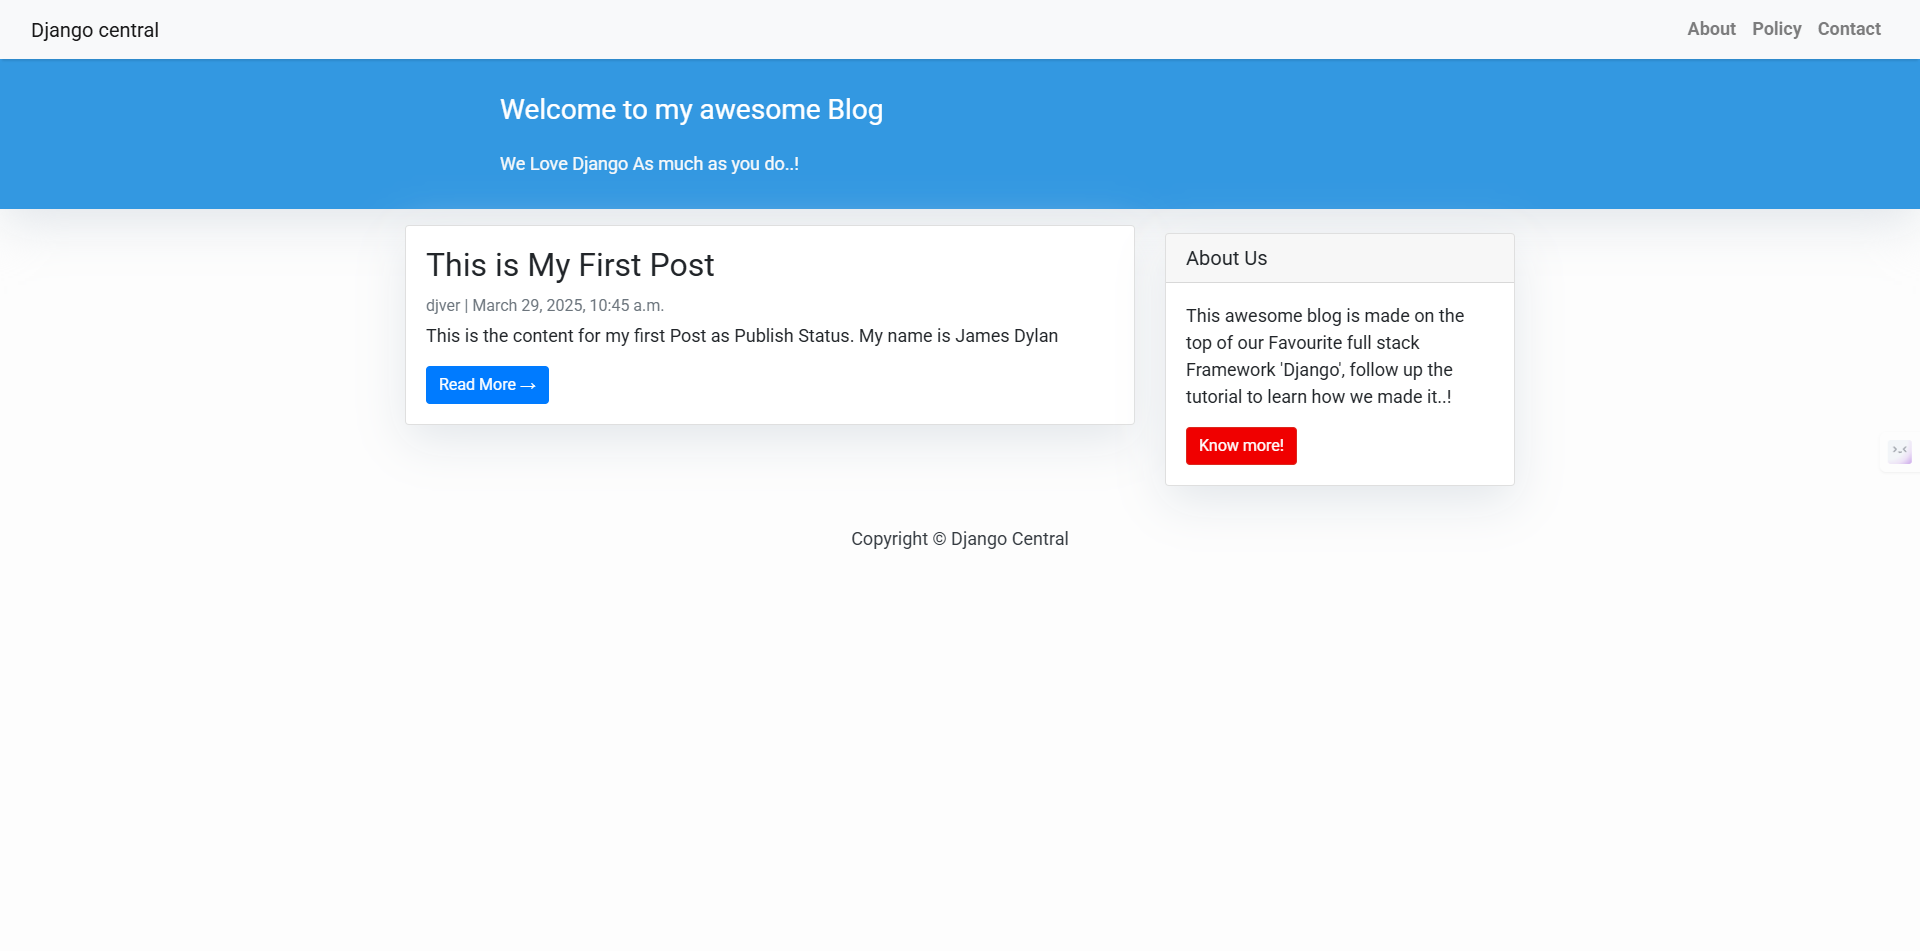 Django central
About Policy Contact
Welcome to my awesome Blog
We Love Django As much as you do..!
This is My First Post
djver | March 29, 2025, 10:45 a.m.
This is the content for my first Post as Publish Status. My name is James Dylan
Read More →
About Us
This awesome blog is made on the
top of our Favourite full stack
Framework 'Django', follow up the
tutorial to learn how we made it..!
Know more!
Copyright © Django Central